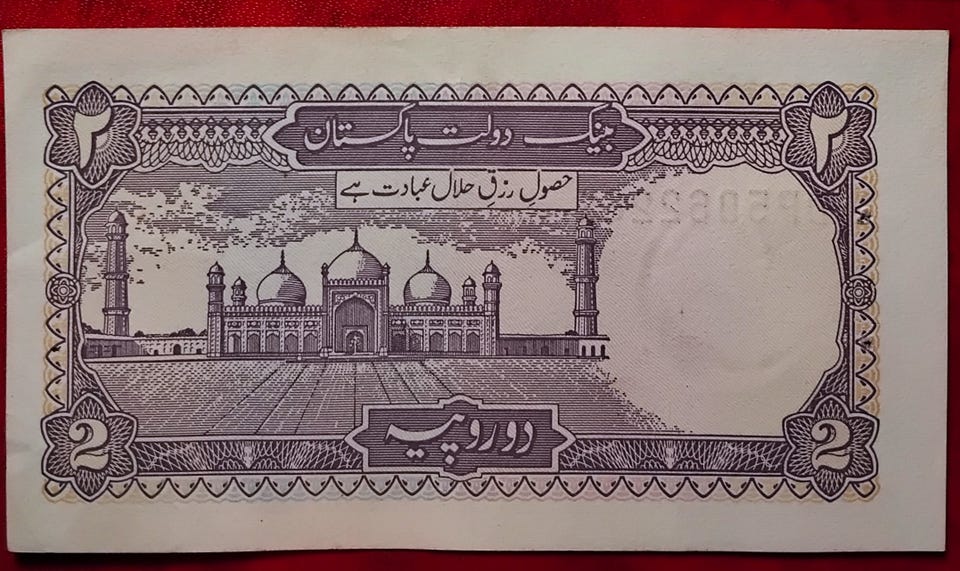 ۲ بینک دولت پاکستان ۲
حصولِ رزقِ حلال عبادت ہے
2 دو روپیہ 2